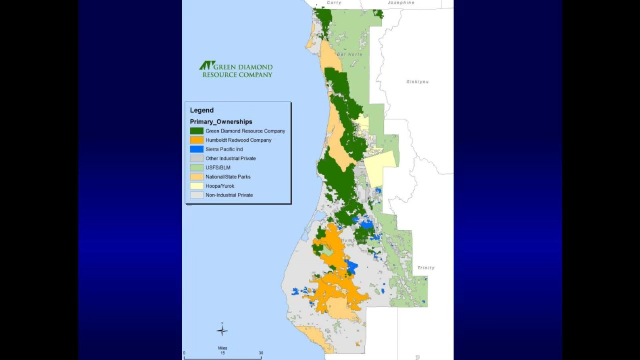 Curry
Josephine
Del Norte
GREEN DIAMOND
RESOURCE COMPANY
Siskiyou
Legend
Primary_Ownerships
Green Diamond Resource Company
Humboldt Redwood Company
Sierra Pacific Ind
Other Industrial Private
USFS/BLM
National/State Parks
Hoopa/Yurok
Non-Industrial Private
Trinity
Miles